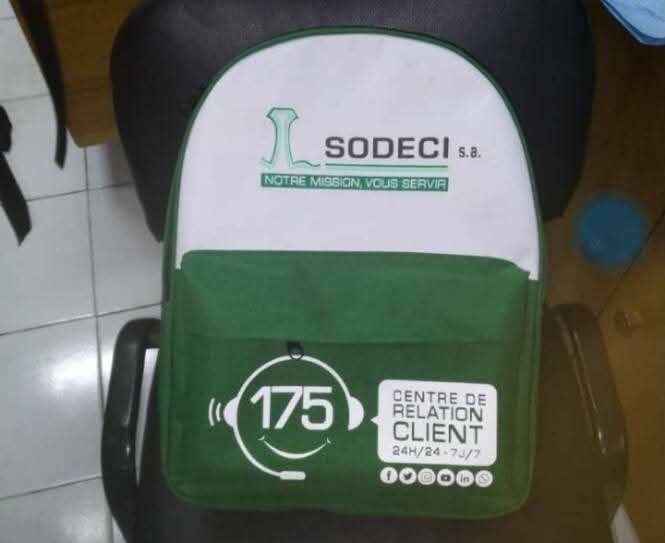 SODECI s.a.
NOTRE MISSION, VOUS SERVIR
175
CENTRE DE
RELATION
CLIENT
24H/24 - 7J/7